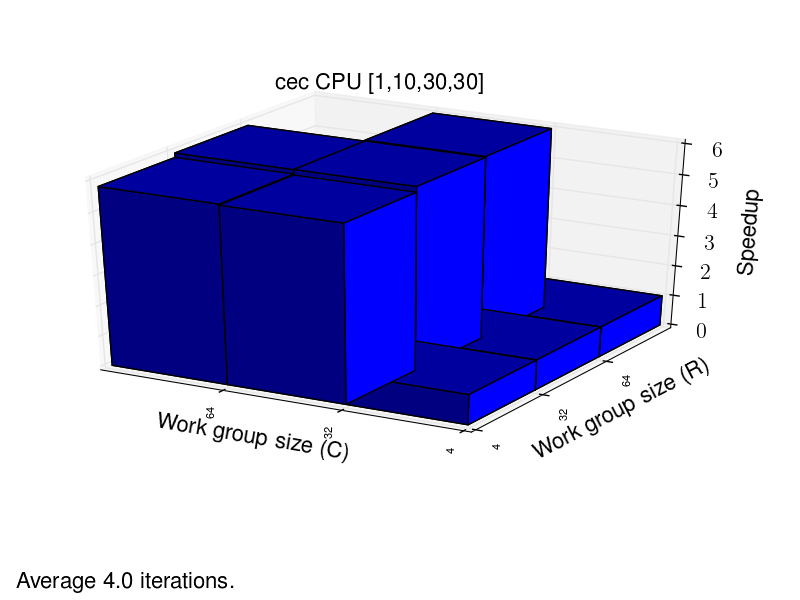 cec CPU [1,10,30,30]
6
5
4
3
2
1
0
Speedup
64
32
4
Work group size (C)
4
32
64
Work group size (R)
Average 4.0 iterations.